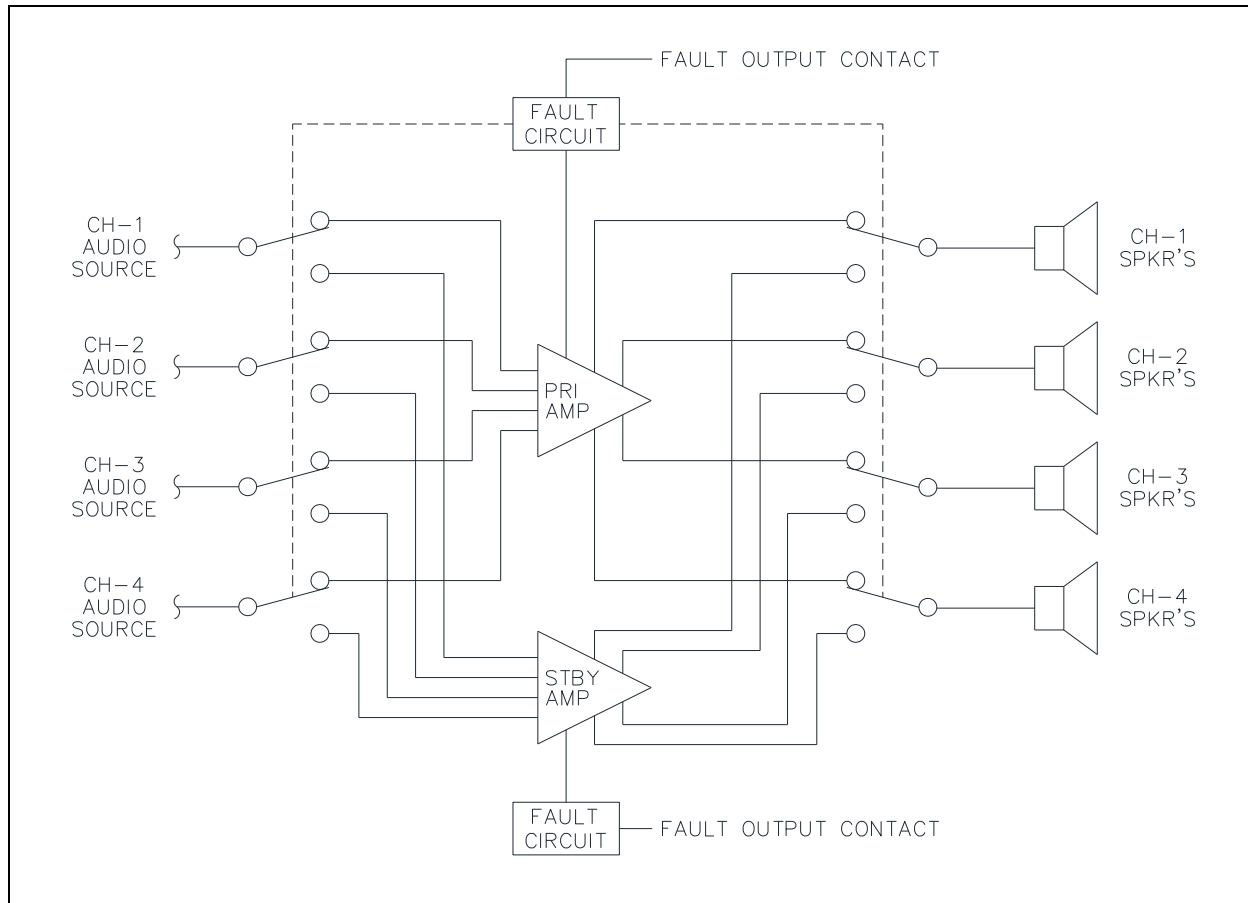 FAULT OUTPUT CONTACT
FAULT
CIRCUIT
CH-1
AUDIO
SOURCE
CH-1
SPKR'S
CH-2
AUDIO
SOURCE
CH-2
SPKR'S
PRI
AMP
CH-3
AUDIO
SOURCE
CH-3
SPKR'S
CH-4
AUDIO
SOURCE
CH-4
SPKR'S
STBY
AMP
FAULT
CIRCUIT
FAULT OUTPUT CONTACT